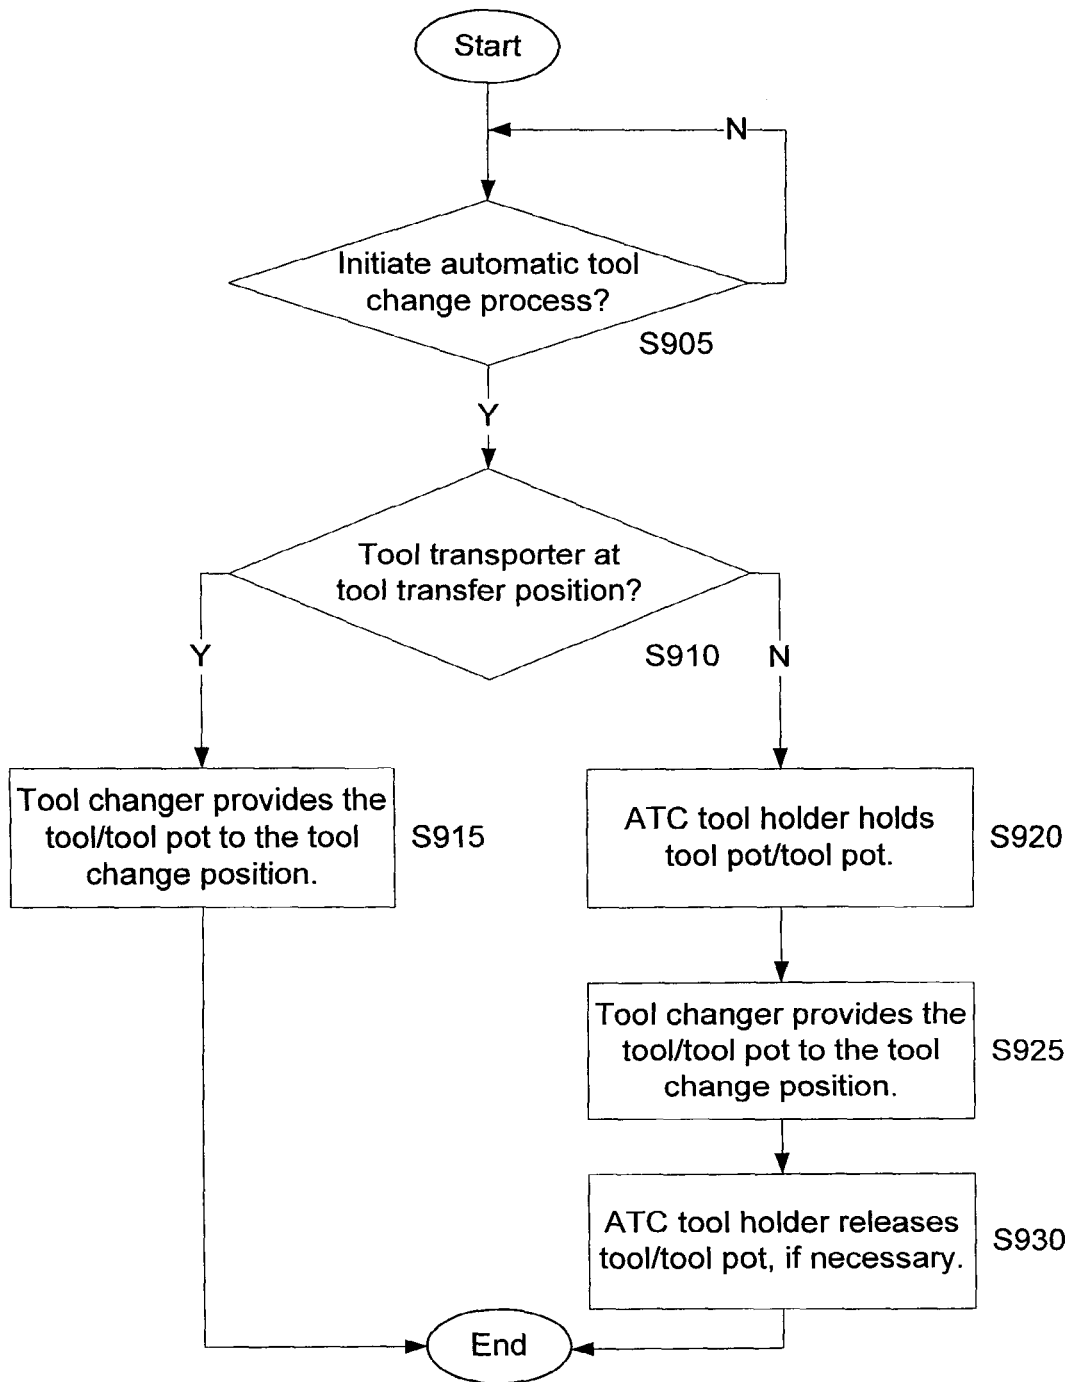 Start
N
Initiate automatic tool
change process?
S905
Y
Tool transporter at
tool transfer position?
S910
Y
N
Tool changer provides the
tool/tool pot to the tool
change position.
S915
ATC tool holder holds
tool pot/tool pot.
S920
Tool changer provides the
tool/tool pot to the tool
change position.
S925
ATC tool holder releases
tool/tool pot, if necessary.
S930
End